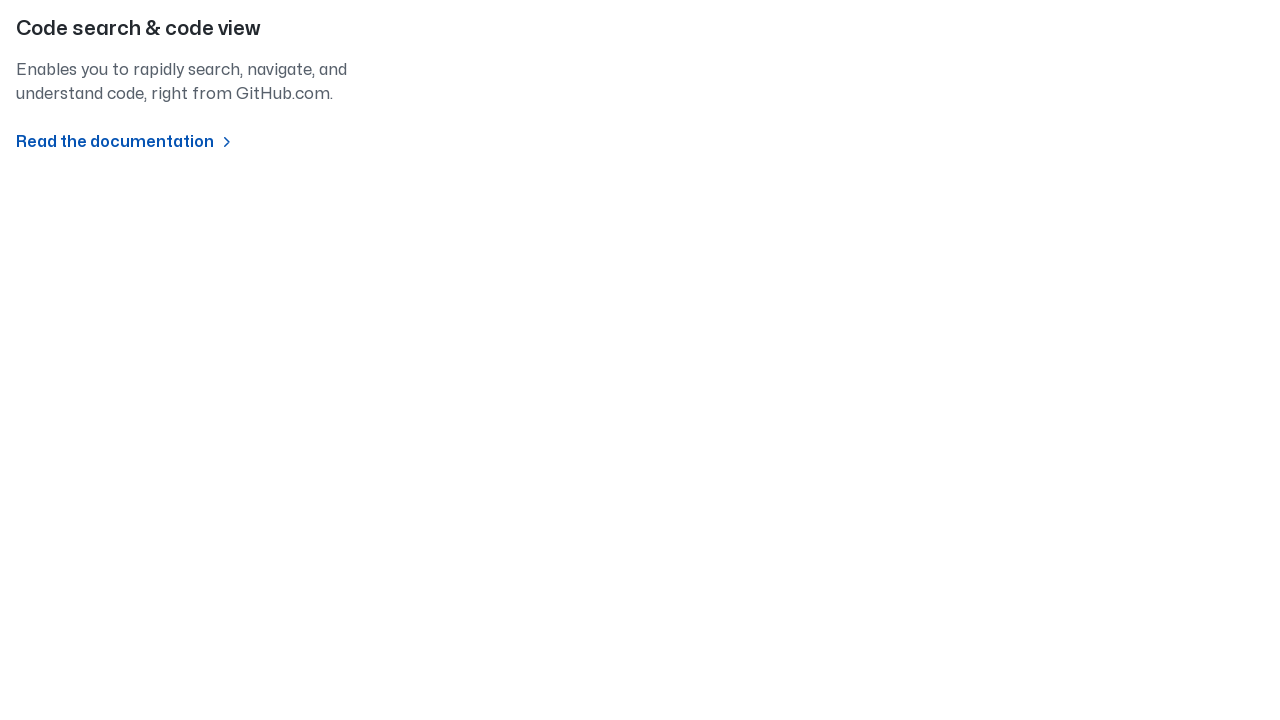 Code search & code view
Enables you to rapidly search, navigate, and
understand code, right from GitHub.com.
Read the documentation